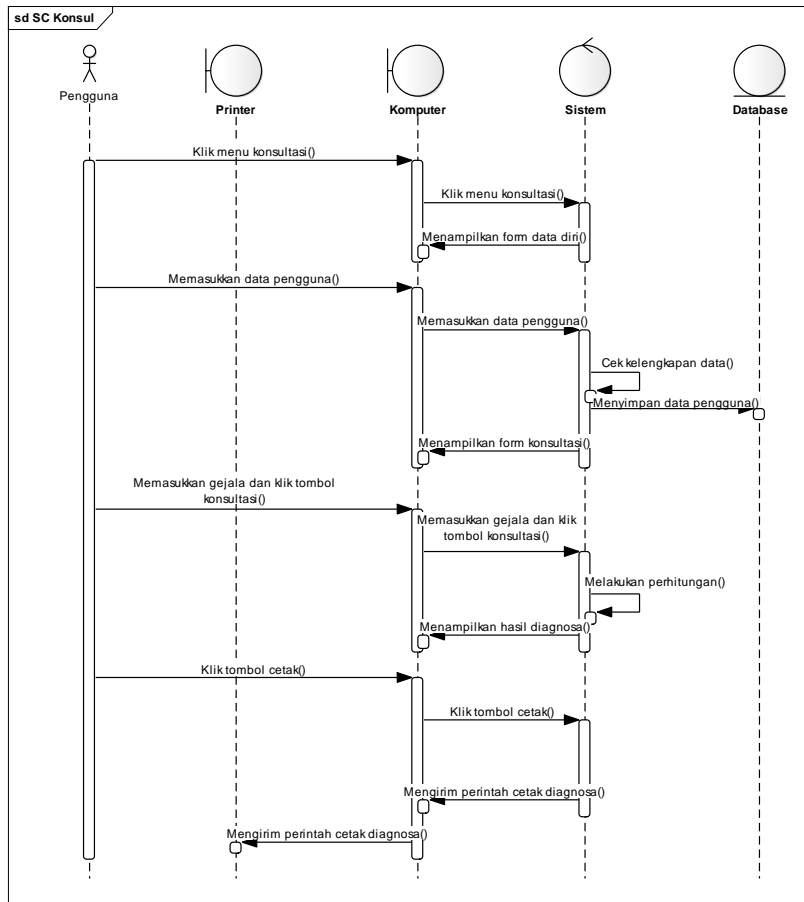 sd SC Konsul
Pengguna
Printer
Komputer
Sistem
Database
Klik menu konsultasi()
Klik menu konsultasi()
Menampilkan form data diri()
Memasukkan data pengguna()
Memasukkan data pengguna()
Cek kelengkapan data()
Menyimpan data pengguna()
Menampilkan form konsultasi()
Memasukkan gejala dan klik tombol
konsultasi()
Memasukkan gejala dan klik
tombol konsultasi()
Melakukan perhitungan()
Menampilkan hasil diagnosa()
Klik tombol cetak()
Klik tombol cetak()
Mengirim perintah cetak diagnosa()
Mengirim perintah cetak diagnosa()